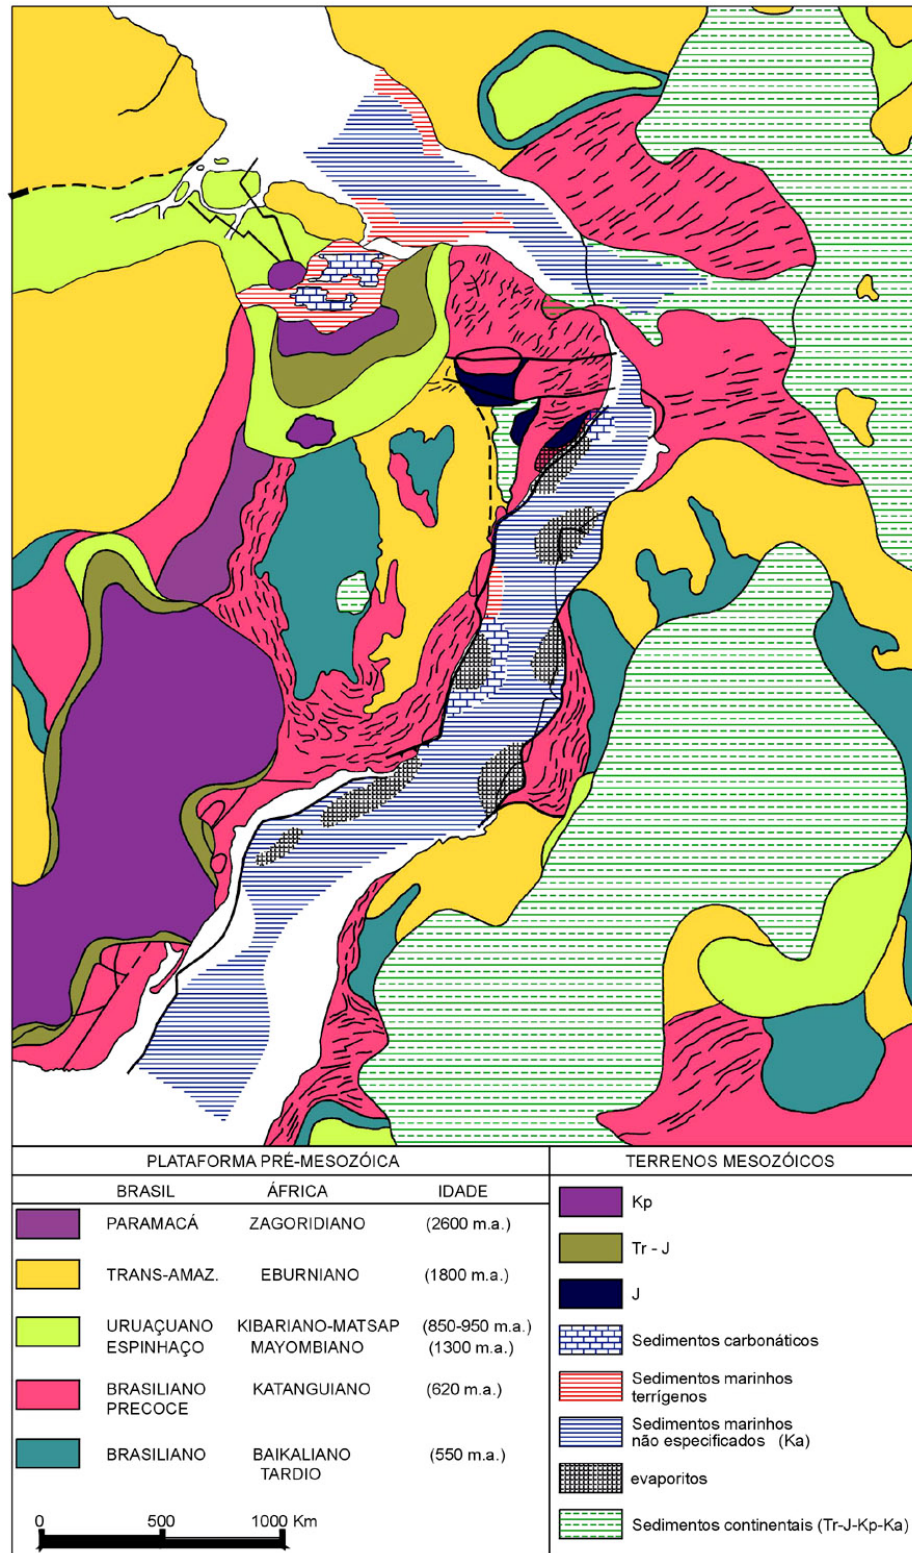 PLATAFORMA PRÉ-MESOZÓICA
BRASIL ÁFRICA IDADE
PARAMACÁ ZAGORIDIANO (2600 m.a.)
TRANS-AMAZ. EBURNIANO (1800 m.a.)
URUAÇUANO KIBARIANO-MATSAP (850-950 m.a.)
ESPINHAÇO MAYOMBIANO (1300 m.a.)
BRASILIANO KATANGUIANO (620 m.a.)
PRECOCE
BRASILIANO BAIKALIANO (550 m.a.)
TARDIO
0 500 1000 Km
TERRENOS MESOZÓICOS
Kp
Tr - J
J
Sedimentos carbonáticos
Sedimentos marinhos
terrígenos
Sedimentos marinhos
não especificados (Ka)
evaporitos
Sedimentos continentais (Tr-J-Kp-Ka)